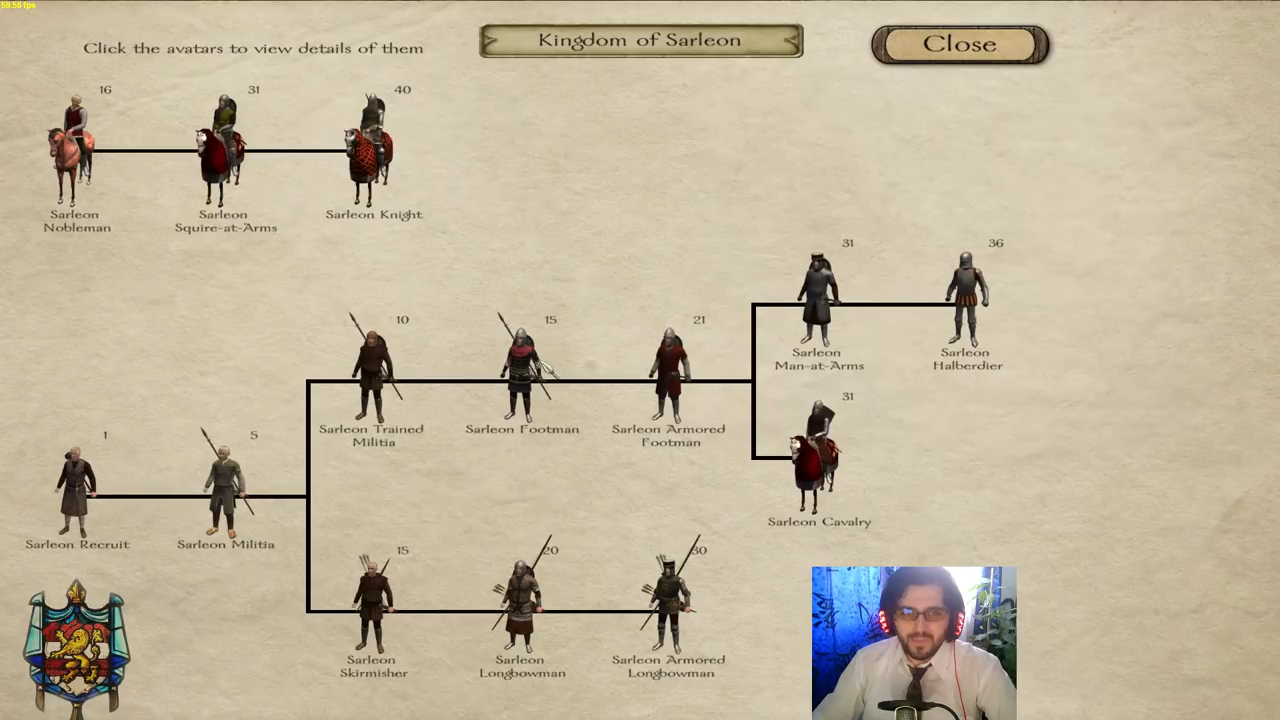 59.56 fps
Click the avatars to view details of them
Kingdom of Sarleon
Close
16
31
40
Sarleon
Nobleman
Sarleon
Squire-at-Arms
Sarleon Knight
31
36
Sarleon
Man-at-Arms
Sarleon
Halberdier
10
15
21
Sarleon Trained
Militia
Sarleon Footman
Sarleon Armored
Footman
31
Sarleon Cavalry
1
5
Sarleon Recruit
Sarleon Militia
15
20
30
Sarleon
Skirmisher
Sarleon
Longbowman
Sarleon Armored
Longbowman